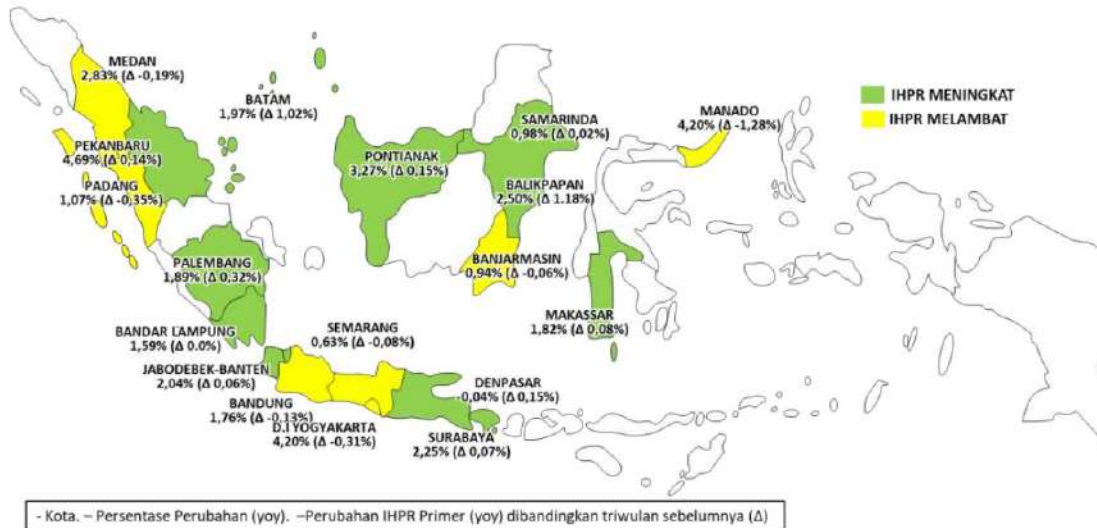 MEDAN
2,83% (Δ -0,19%)
BATAM
1,97% (Δ 1,02%)
SAMARINDA
0,98% (Δ 0,02%)
MANADO
4,20% (Δ -1,28%)
IHPR MENINGKAT
IHPR MELAMBAT
PEKANBARU
4,69% (Δ 0,14%)
PONTIANAK
3,27% (Δ 0,15%)
PADANG
1,07% (Δ -0,35%)
BALIKPAPAN
2,50% (Δ 1.18%)
PALEMBANG
1,89% (Δ 0,32%)
BANJARMASIN
0,94% (Δ -0,06%)
BANDAR LAMPUNG
1,59% (Δ 0.0%)
SEMARANG
0,63% (Δ -0,08%)
MAKASSAR
1,82% (Δ 0,08%)
JABODEBEK-BANTEN
2,04% (Δ 0,06%)
DENPASAR
-0,04% (Δ 0,15%)
BANDUNG
1,76% (Δ -0,13%)
D.I YOGYAKARTA
4,20% (Δ -0,31%)
SURABAYA
2,25% (Δ 0,07%)
- Kota. – Persentase Perubahan (yoy). –Perubahan IHPR Primer (yoy) dibandingkan triwulan sebelumnya (Δ)